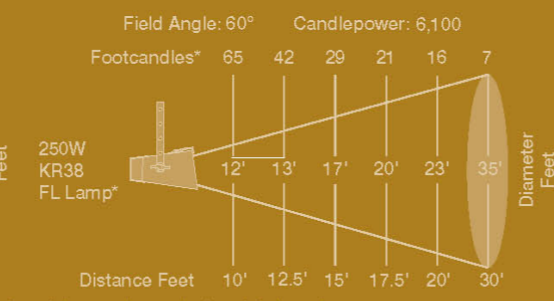 Field Angle: 60° Candlepower: 6,100
Footcandles* 65 42 29 21 16 7
250W
KR38
FL Lamp*
12' 13' 17' 20' 23' 35'
Diameter
Feet
Feet
Distance Feet 10' 12.5' 15' 17.5' 20' 30'